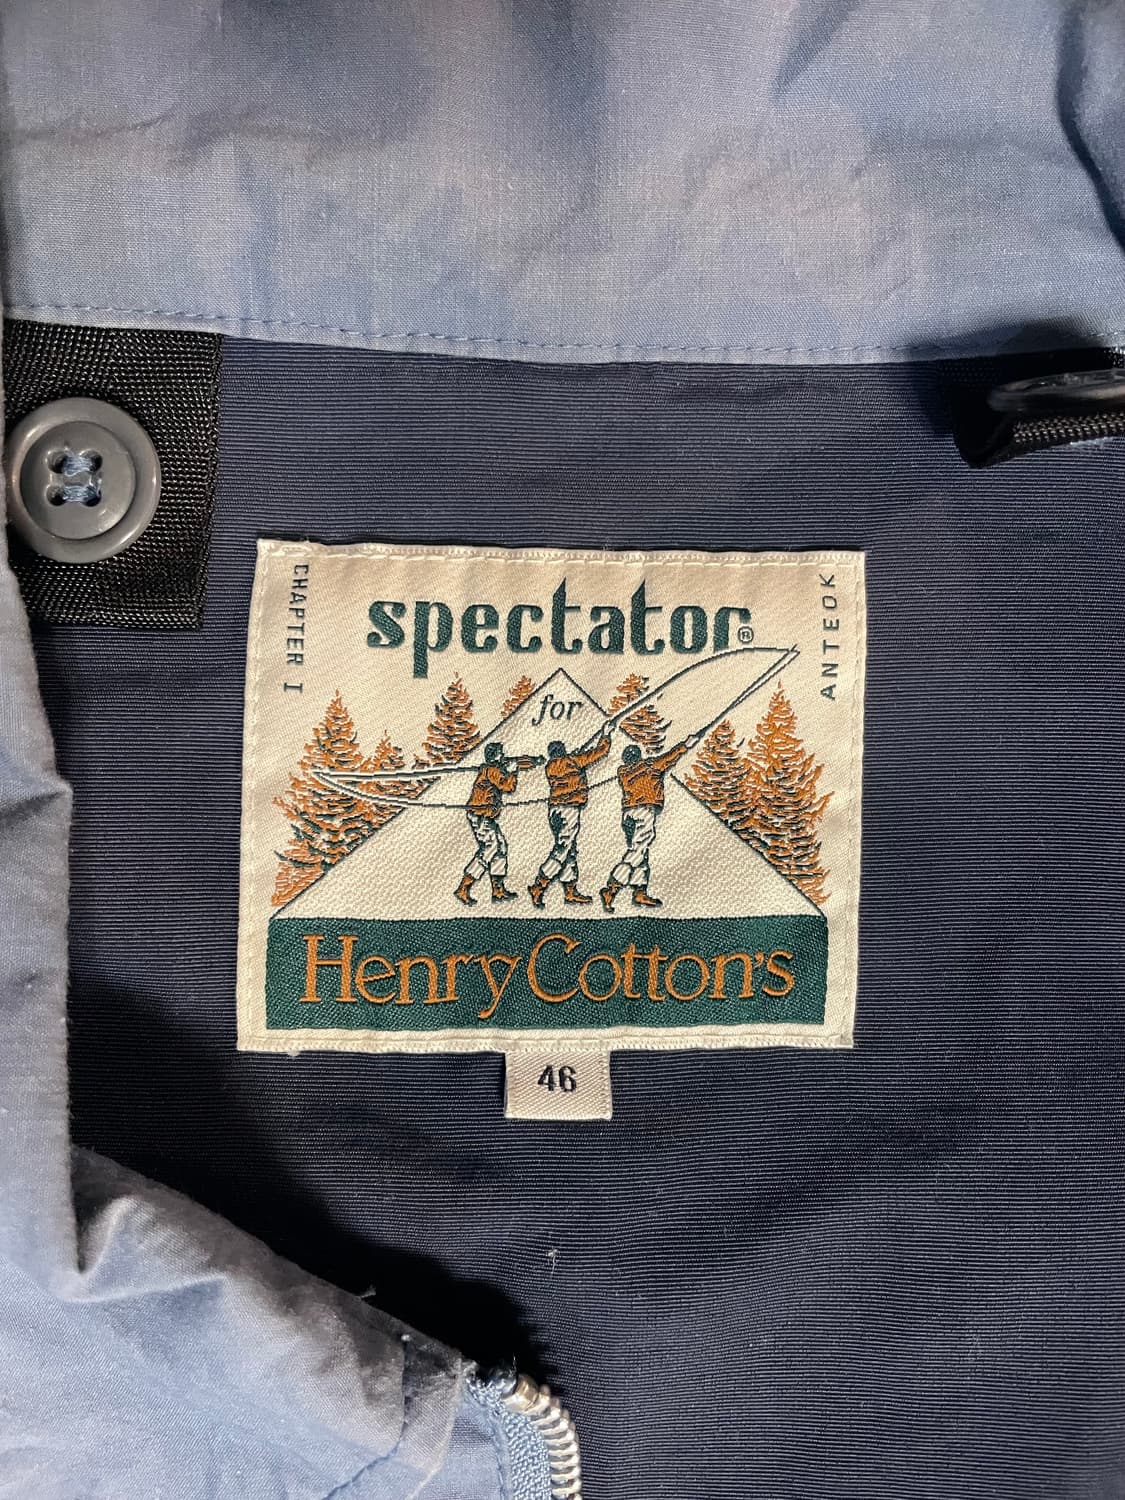 CHAPTER I
spectator®
ANTEOK
for
Henry Cotton's
46